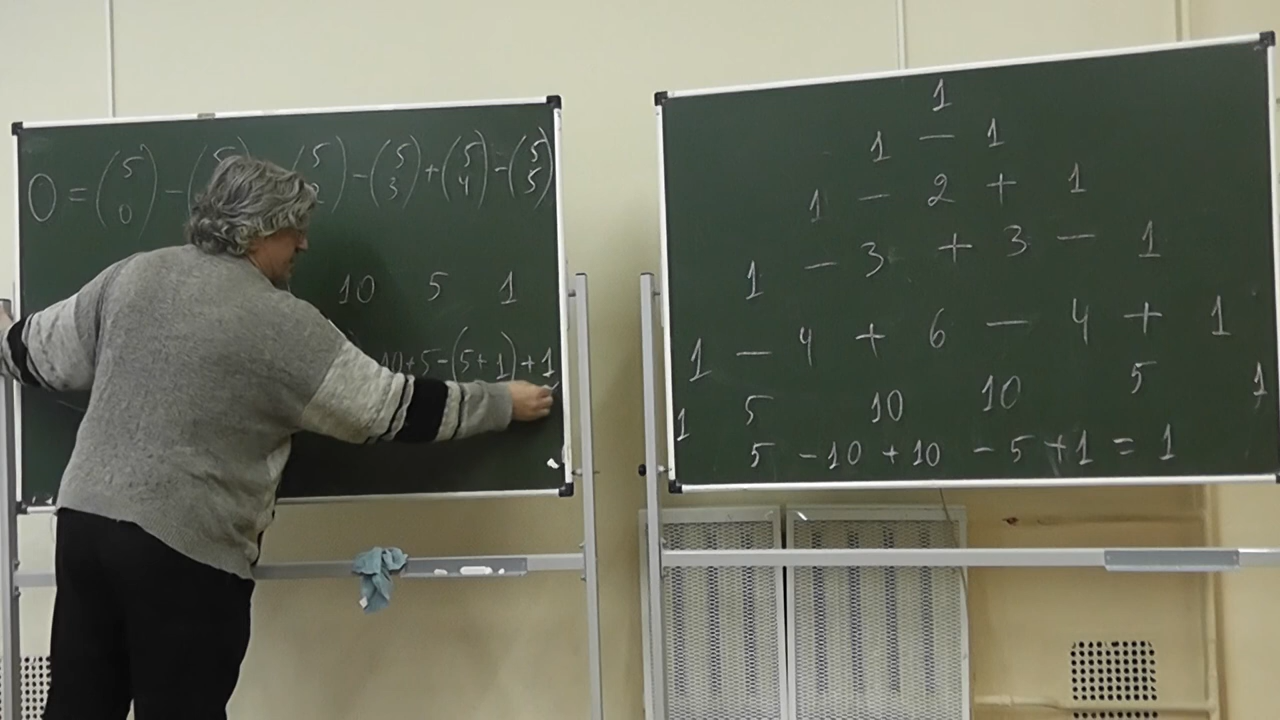 0 = (5 0) − (5 (5 2) − (5 3) + (5 4) − (5 5)
10 5 1
10+5−(5+1)+1
1
1 − 1
1 − 2 + 1
1 − 3 + 3 − 1
1 − 4 + 6 − 4 + 1
1 5 10 10 5 1
5 −10 +10 −5 +1 = 1